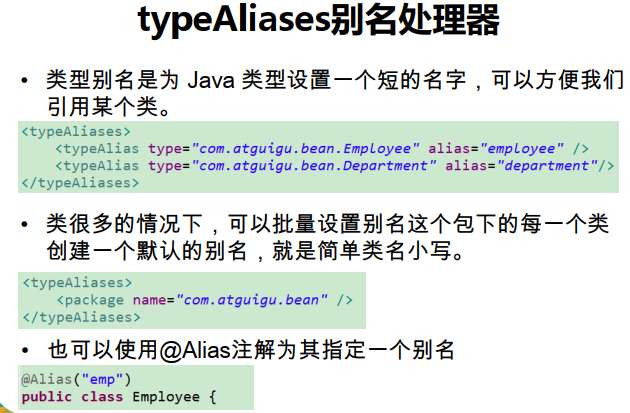 typeAliases别名处理器
• 类型别名是为 Java 类型设置一个短的名字，可以方便我们
引用某个类。
<typeAliases>
<typeAlias type="com.atguigu.bean.Employee" alias="employee" />
<typeAlias type="com.atguigu.bean.Department" alias="department"/>
</typeAliases>
• 类很多的情况下，可以批量设置别名这个包下的每一个类
创建一个默认的别名，就是简单类名小写。
<typeAliases>
<package name="com.atguigu.bean" />
</typeAliases>
• 也可以使用@Alias注解为其指定一个别名
@Alias("emp")
public class Employee {